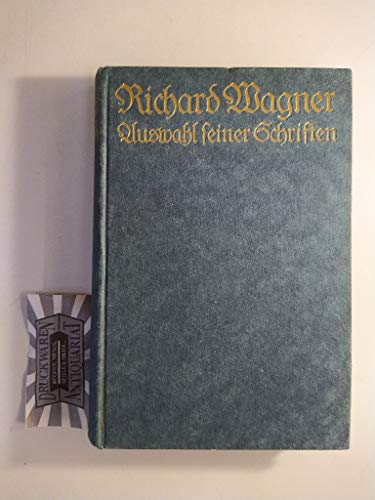 Richard Wagner
Auswahl seiner Schriften
DRUCKWAREN
ANTIQUARIAT